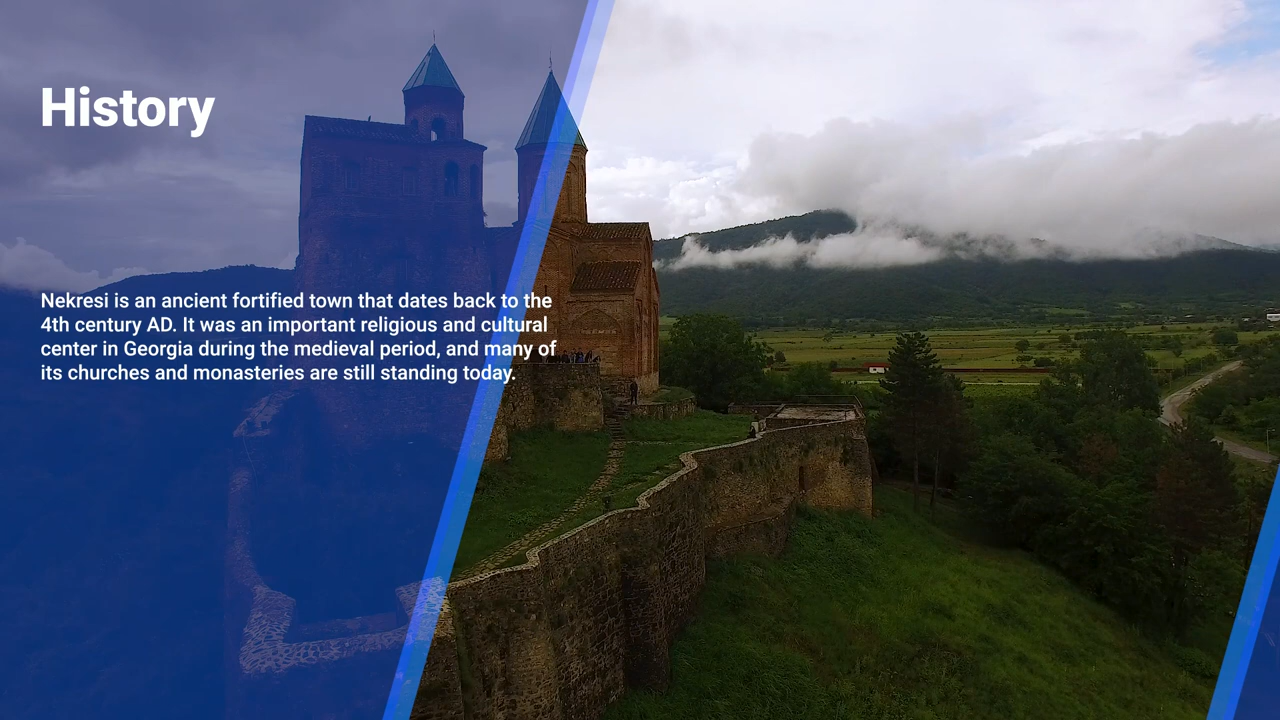 History
Nekresi is an ancient fortified town that dates back to the
4th century AD. It was an important religious and cultural
center in Georgia during the medieval period, and many of
its churches and monasteries are still standing today.